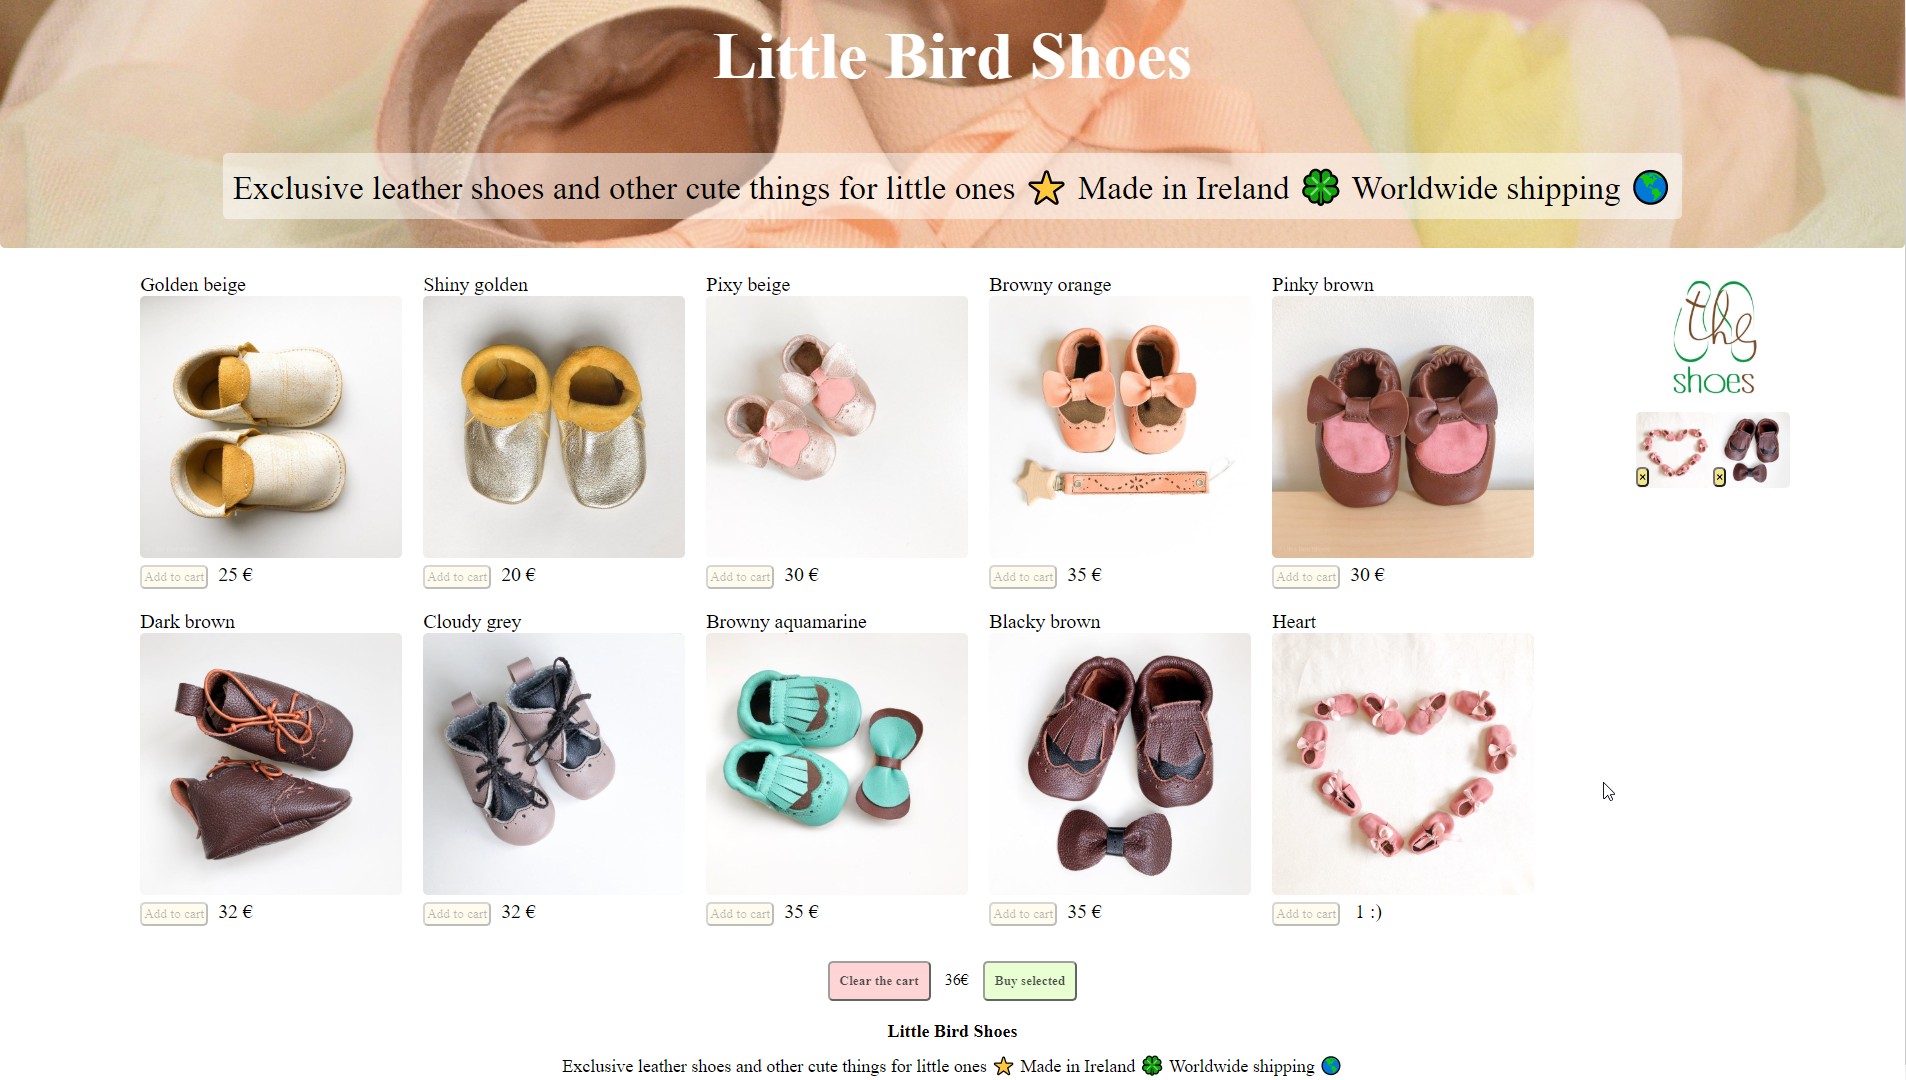 Little Bird Shoes
Exclusive leather shoes and other cute things for little ones ⭐ Made in Ireland 🍀 Worldwide shipping 🌎
Golden beige
Shiny golden
Pixy beige
Browny orange
Pinky brown
the
shoes
x
x
Add to cart 25 €
Add to cart 20 €
Add to cart 30 €
Add to cart 35 €
Add to cart 30 €
Dark brown
Cloudy grey
Browny aquamarine
Blacky brown
Heart
Add to cart 32 €
Add to cart 32 €
Add to cart 35 €
Add to cart 35 €
Add to cart 1 :)
Clear the cart 36€ Buy selected
Little Bird Shoes
Exclusive leather shoes and other cute things for little ones ⭐ Made in Ireland 🍀 Worldwide shipping 🌎